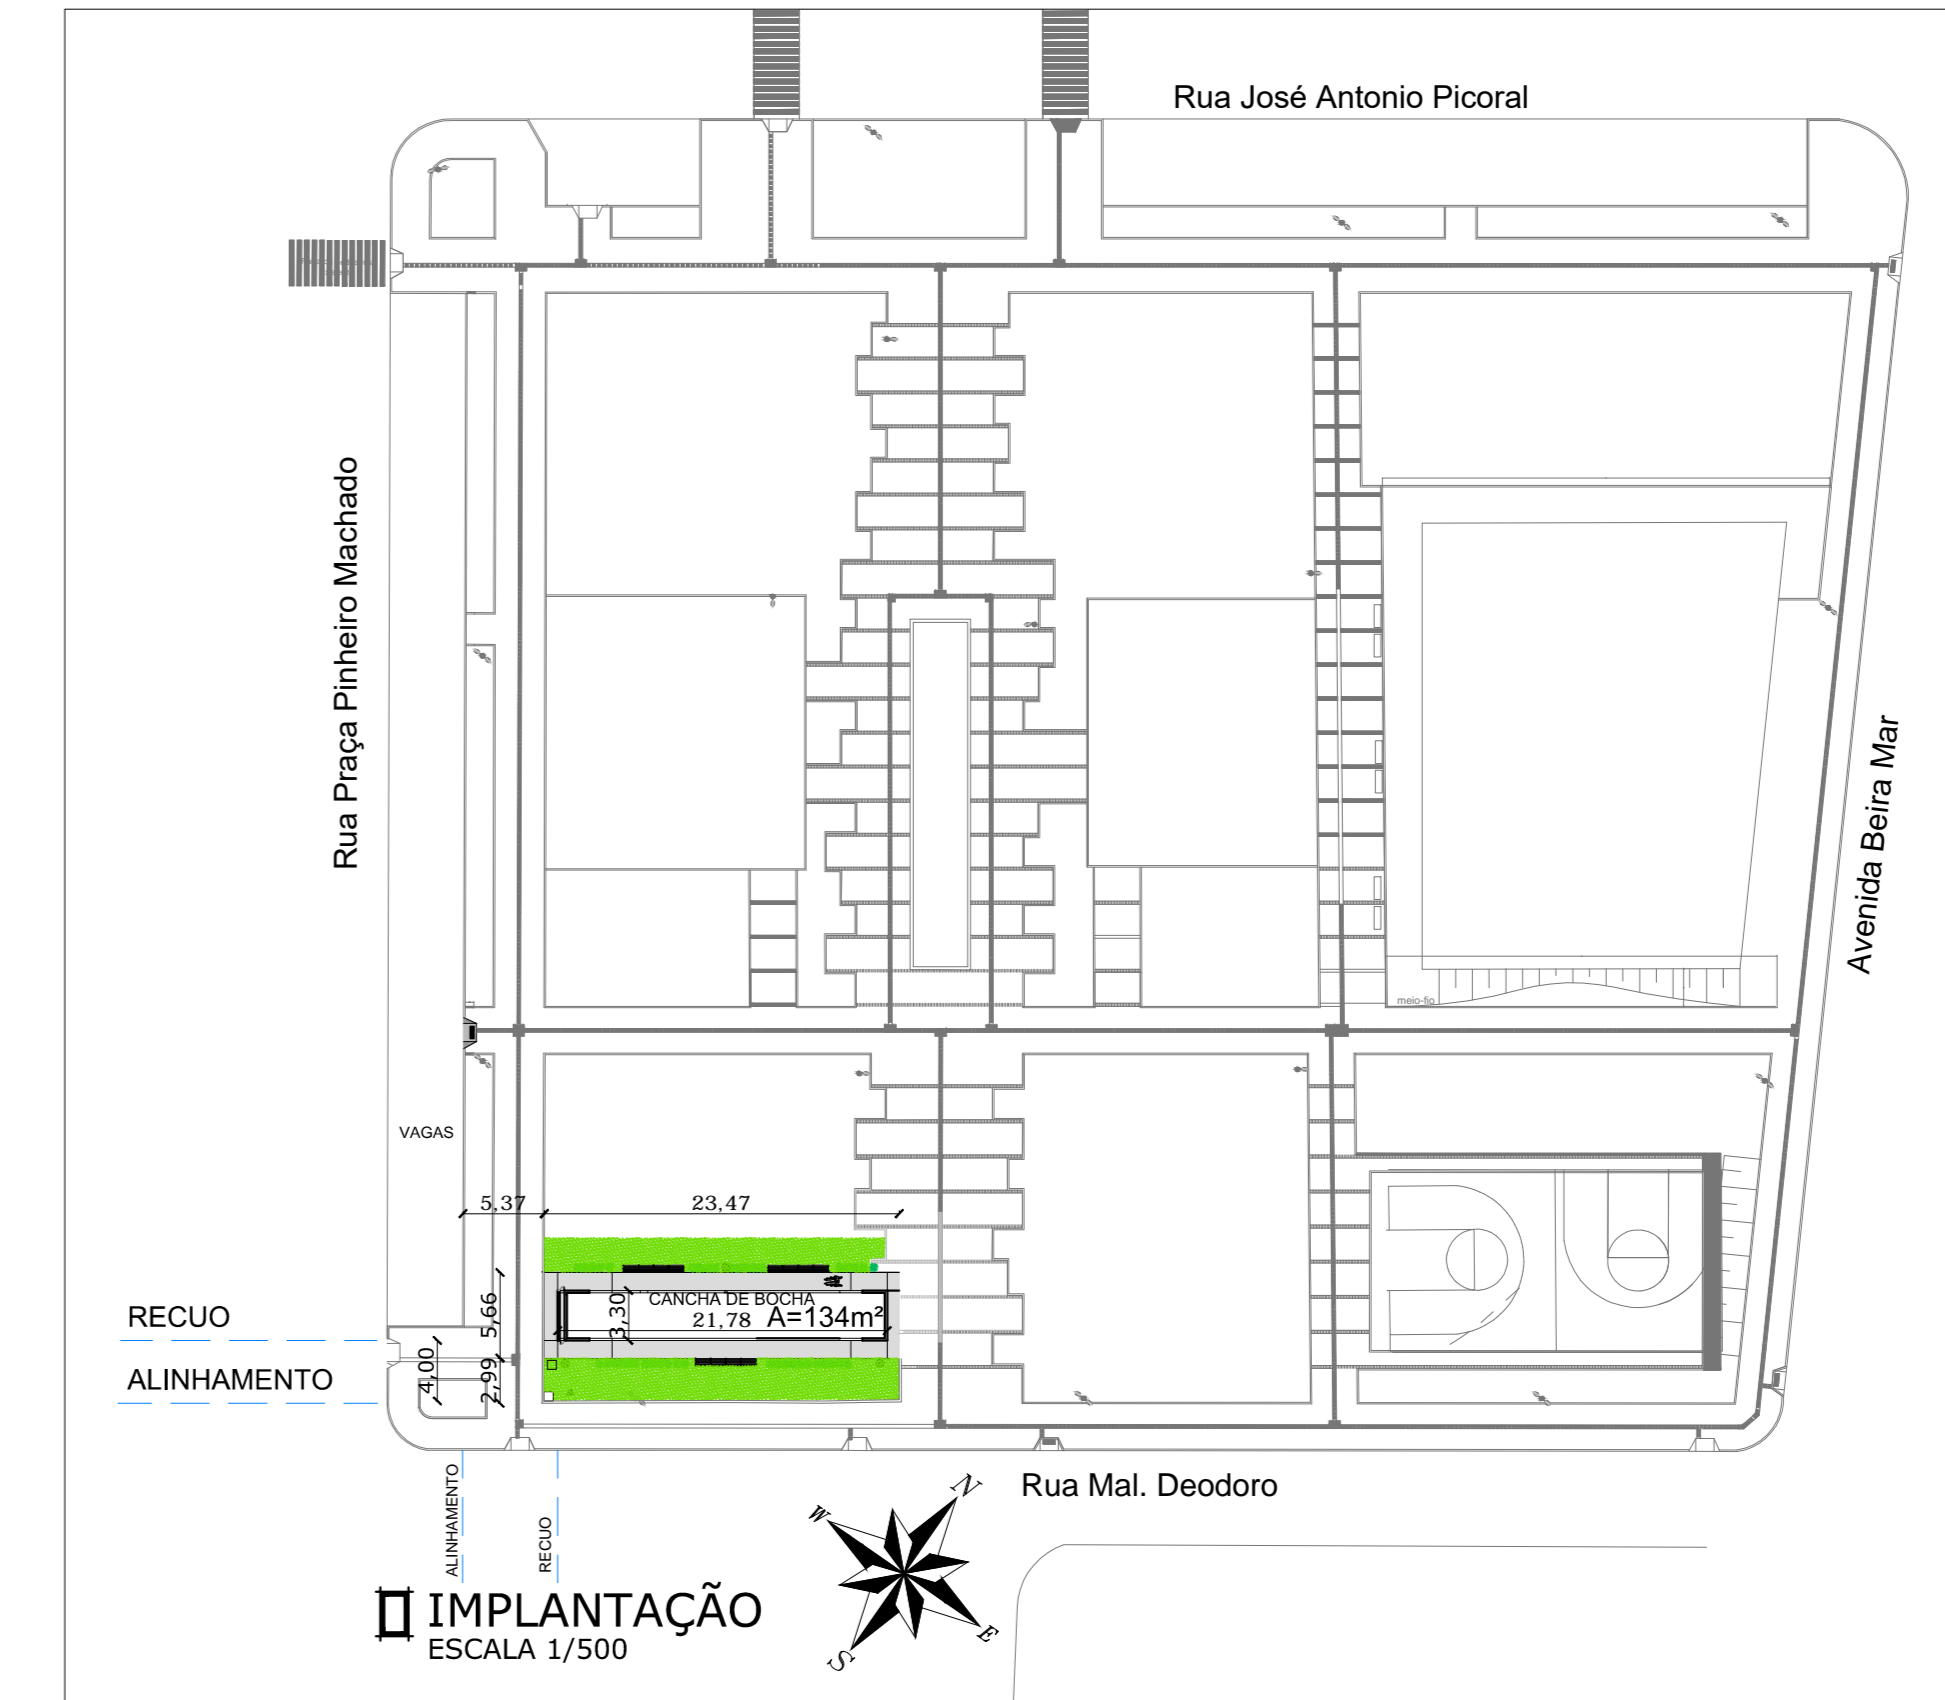 Rua José Antonio Picoral
Rua Praça Pinheiro Machado
Avenida Beira Mar
meio-fio
VAGAS
5,37
23,47
5,66
3,30
CANCHA DE BOCHA
21,78
A=134m²
RECUO
4,00
2,99
ALINHAMENTO
ALINHAMENTO
RECUO
Rua Mal. Deodoro
N
W
E
S
IMPLANTAÇÃO
ESCALA 1/500